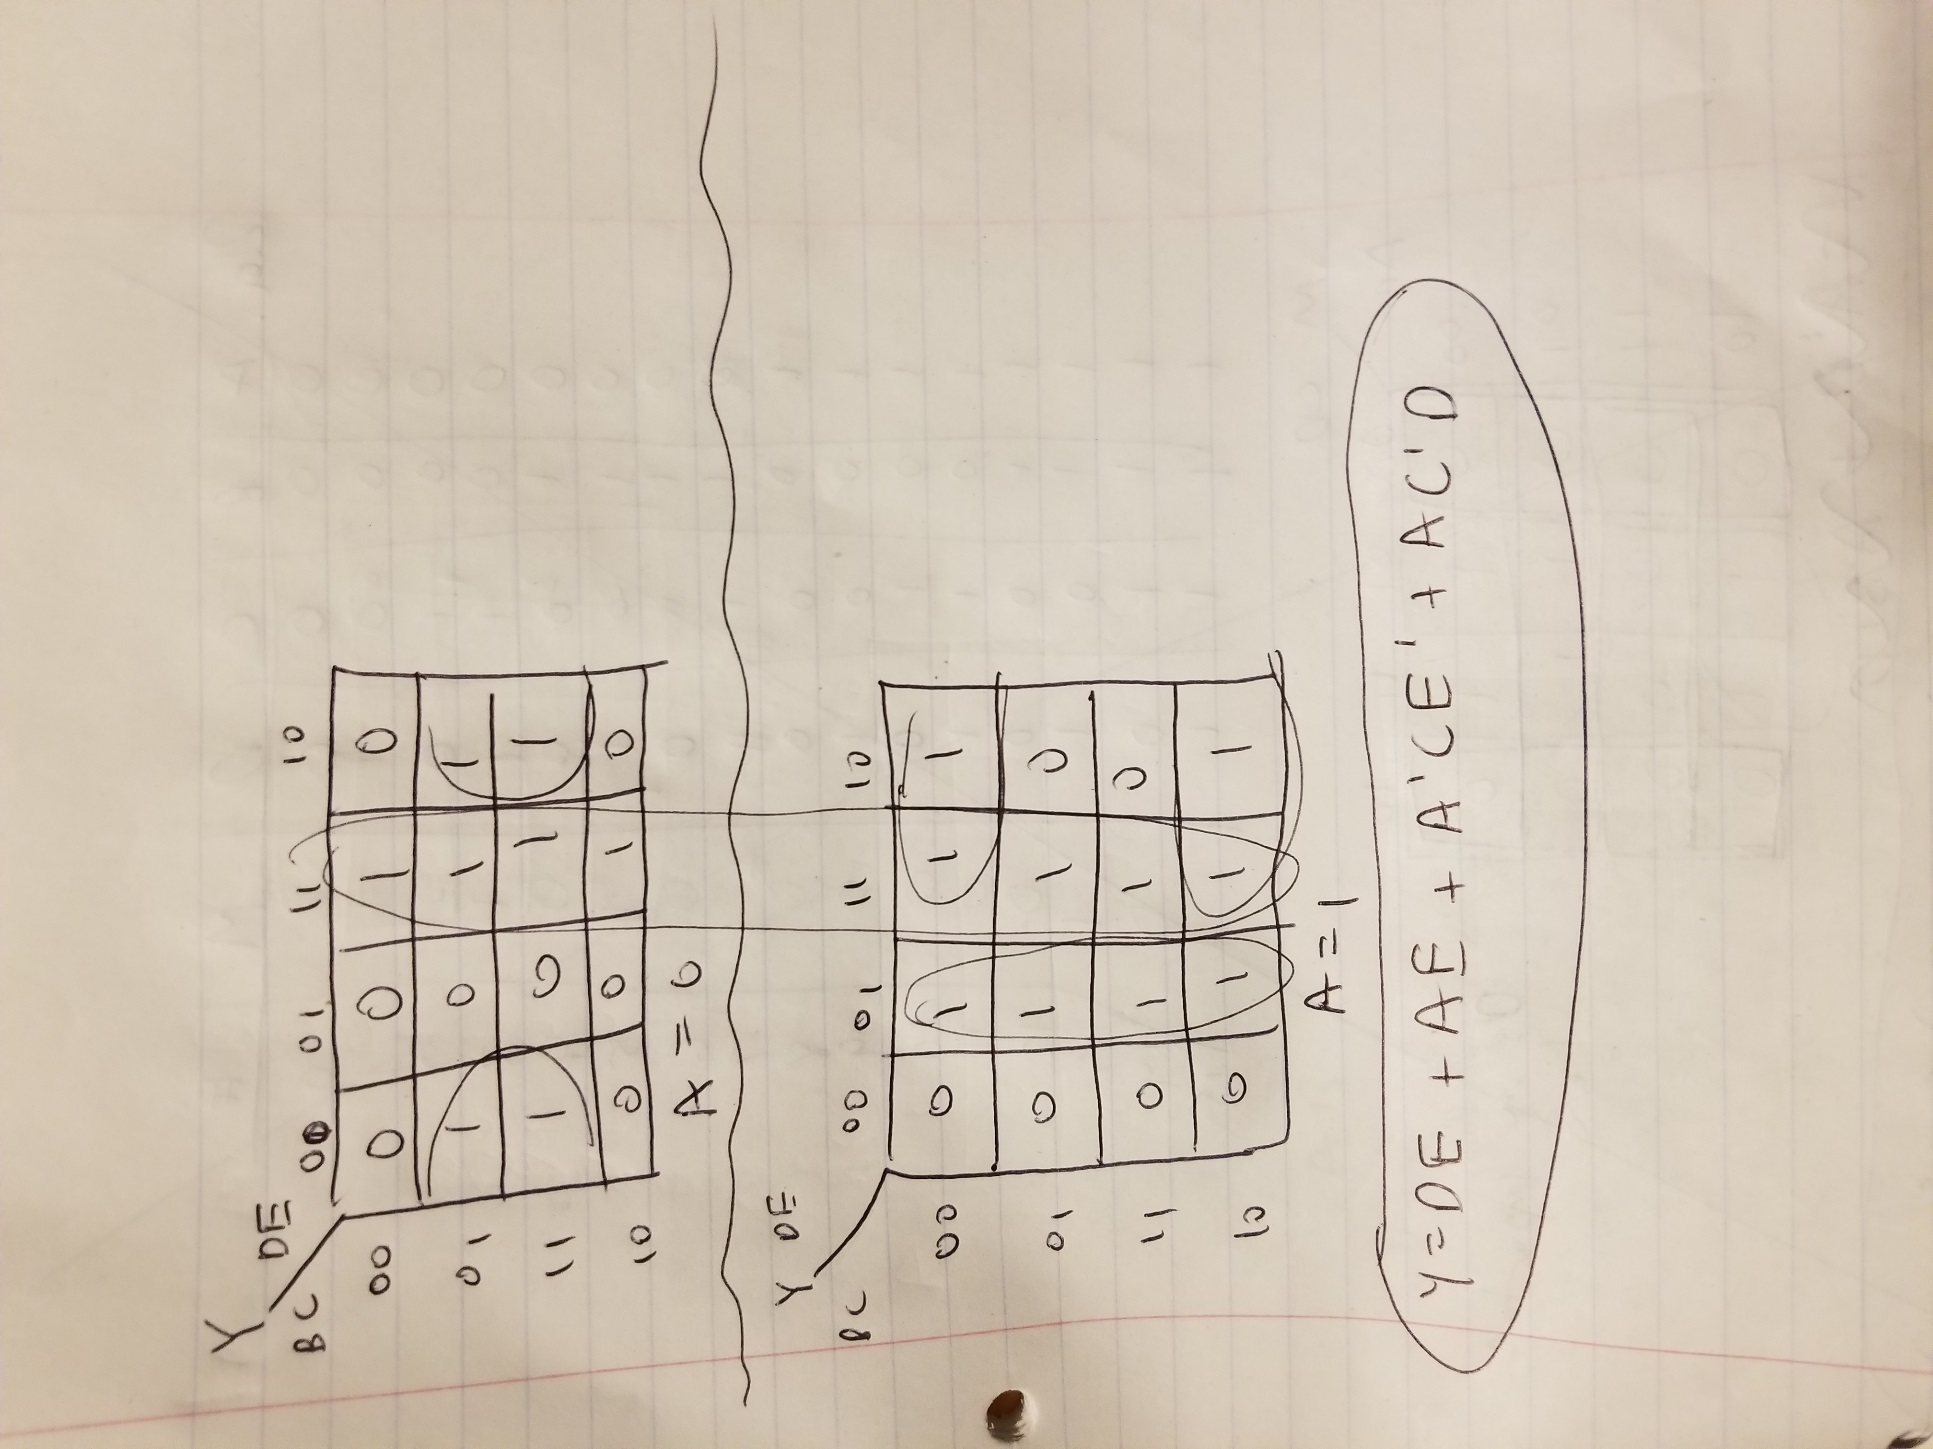 Y DE 00 01 11 10
BC
00 0 0 1 0
01 1 0 1 1
11 1 0 1 1
10 0 0 1 0
A = 0
Y DE 00 01 11 10
BC
00 0 1 1 1
01 0 1 1 0
11 0 1 1 0
10 0 1 1 1
A = 1
Y = DE + AE + A'CE' + AC'D